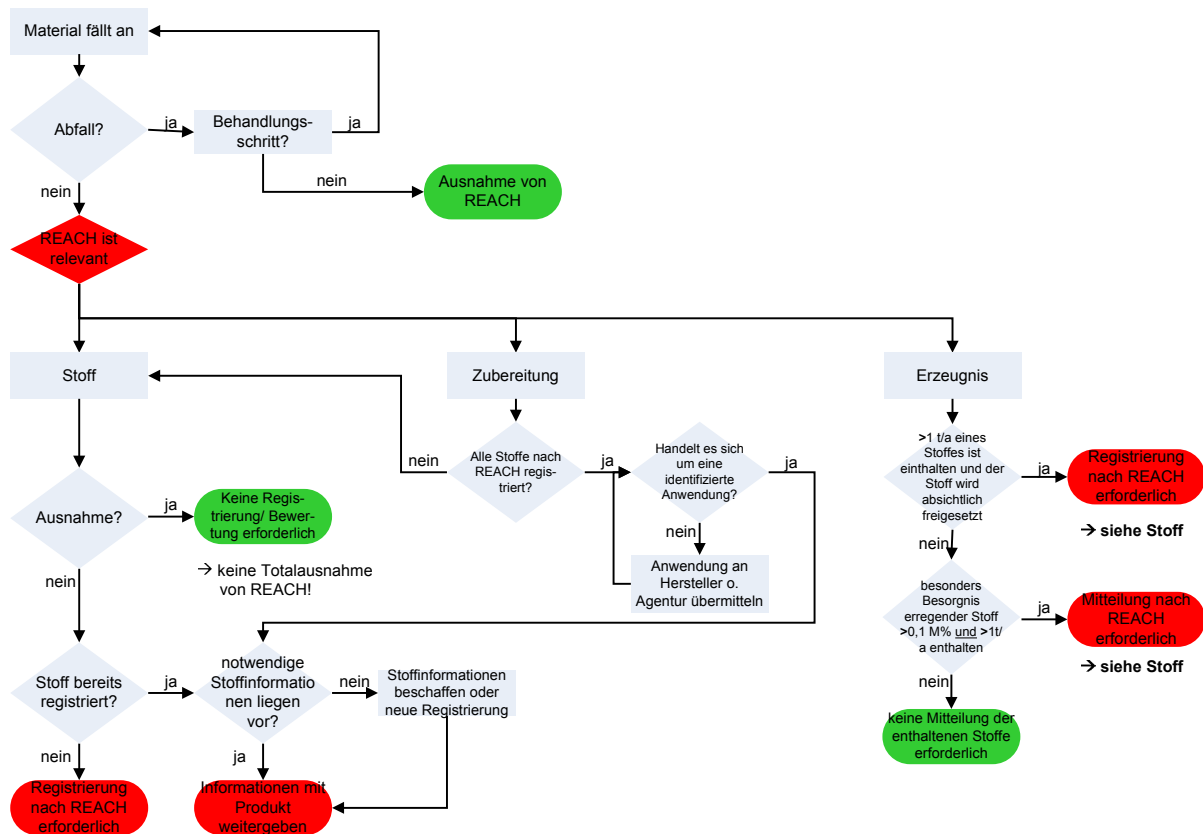 Material fällt an
Abfall?
ja
Behandlungs-
schritt?
ja
nein
Ausnahme von
REACH
nein
REACH ist
relevant
Stoff
Zubereitung
Erzeugnis
nein
Alle Stoffe nach
REACH regis-
triert?
ja
Handelt es sich
um eine
identifizierte
Anwendung?
ja
nein
Anwendung an
Hersteller o.
Agentur übermitteln
>1 t/a eines
Stoffes ist
einthalten und der
Stoff wird
absichtlich
freigesetzt
ja
Registrierung
nach REACH
erforderlich
→ siehe Stoff
nein
Ausnahme?
ja
Keine Regis-
trierung/ Bewer-
tung erforderlich
→ keine Totalausnahme
von REACH!
nein
besonders
Besorgnis
erregender Stoff
>0,1 M% und >1t/
a enthalten
ja
Mitteilung nach
REACH
erforderlich
→ siehe Stoff
nein
keine Mitteilung der
enthaltenen Stoffe
erforderlich
Stoff bereits
registriert?
ja
notwendige
Stoffinformatio
nen liegen
vor?
nein
Stoffinformationen
beschaffen oder
neue Registrierung
nein
ja
Registrierung
nach REACH
erforderlich
Informationen mit
Produkt
weitergeben